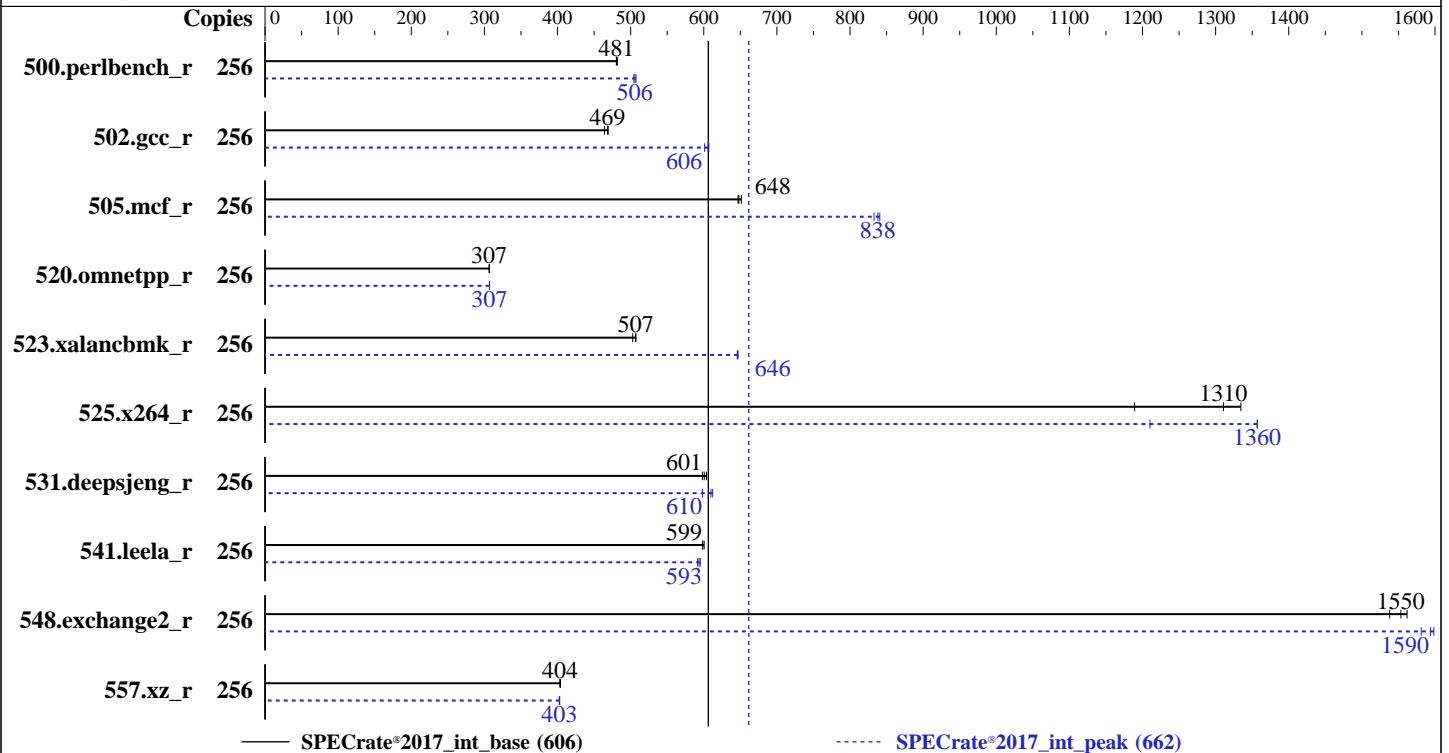 Copies 0 100 200 300 400 500 600 700 800 900 1000 1100 1200 1300 1400 1600
500.perlbench_r 256 481
506
502.gcc_r 256 469
606
505.mcf_r 256 648
838
520.omnetpp_r 256 307
307
523.xalancbmk_r 256 507
646
525.x264_r 256 1310
1360
531.deepsjeng_r 256 601
610
541.leela_r 256 599
593
548.exchange2_r 256 1550
1590
557.xz_r 256 404
403
SPECrate®2017_int_base (606) SPECrate®2017_int_peak (662)